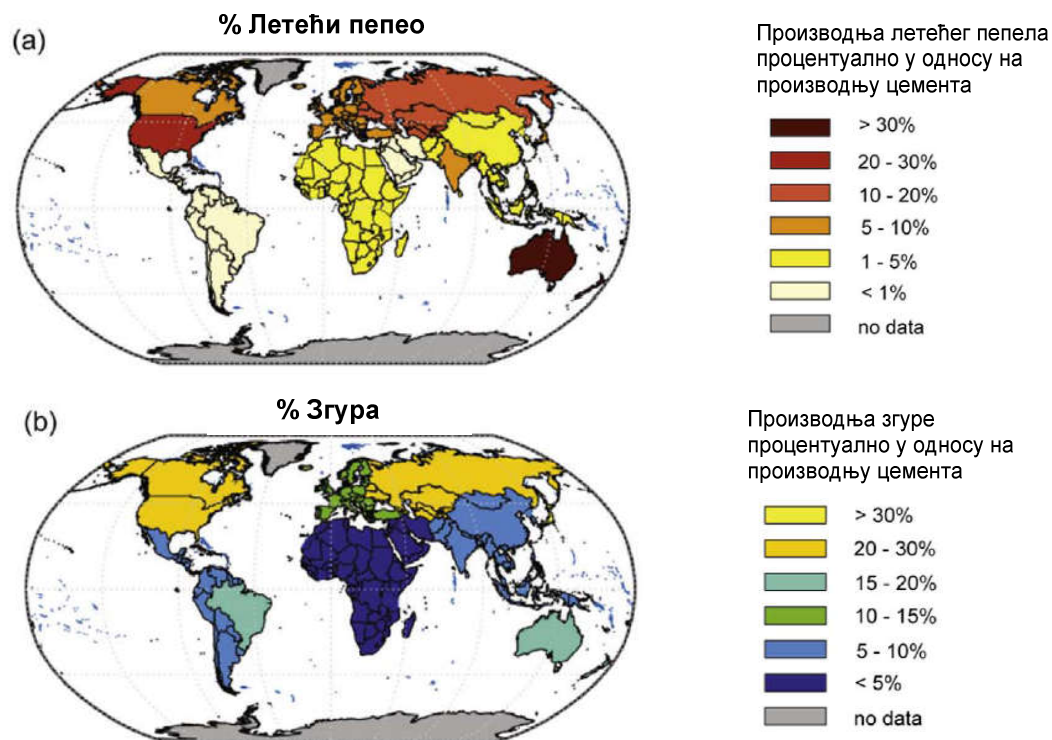 (a)
% Летећи пепео
Производња летећег пепела
процентуално у односу на
производњу цемента
> 30%
20 - 30%
10 - 20%
5 - 10%
1 - 5%
< 1%
no data
(b)
% Згура
Производња згуре
процентуално у односу на
производњу цемента
> 30%
20 - 30%
15 - 20%
10 - 15%
5 - 10%
< 5%
no data